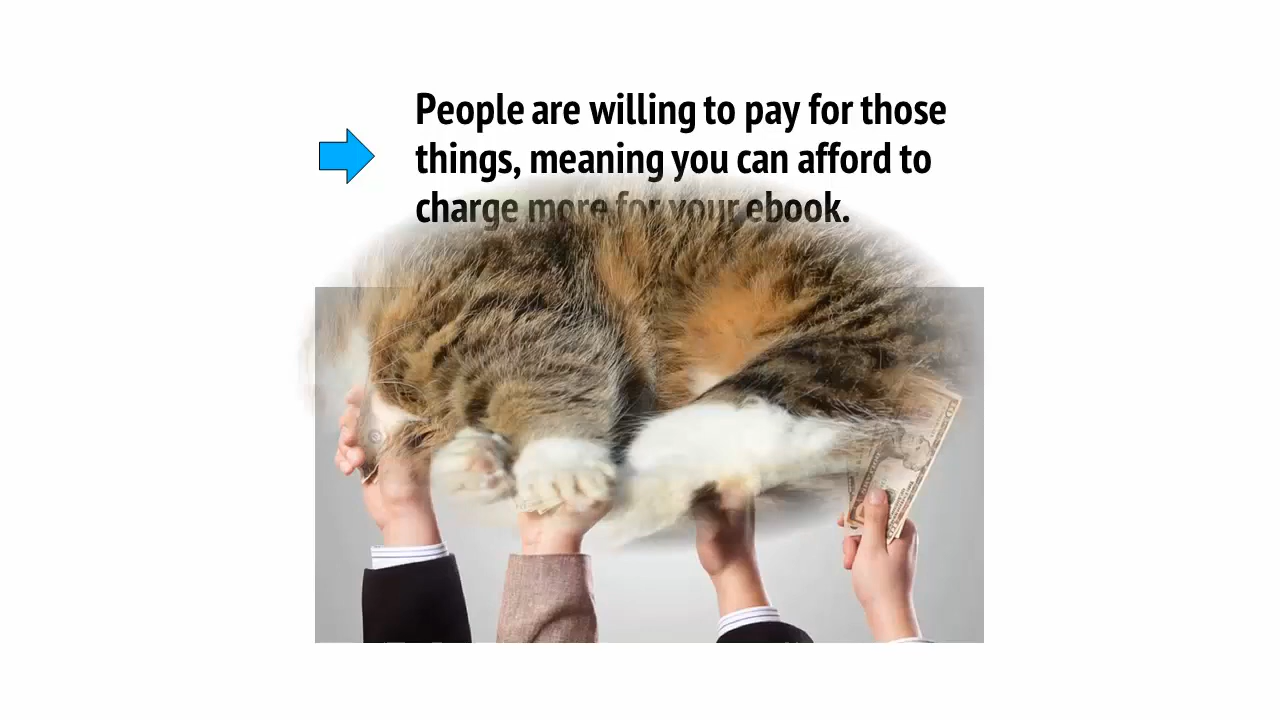 People are willing to pay for those
things, meaning you can afford to
charge more for your ebook.